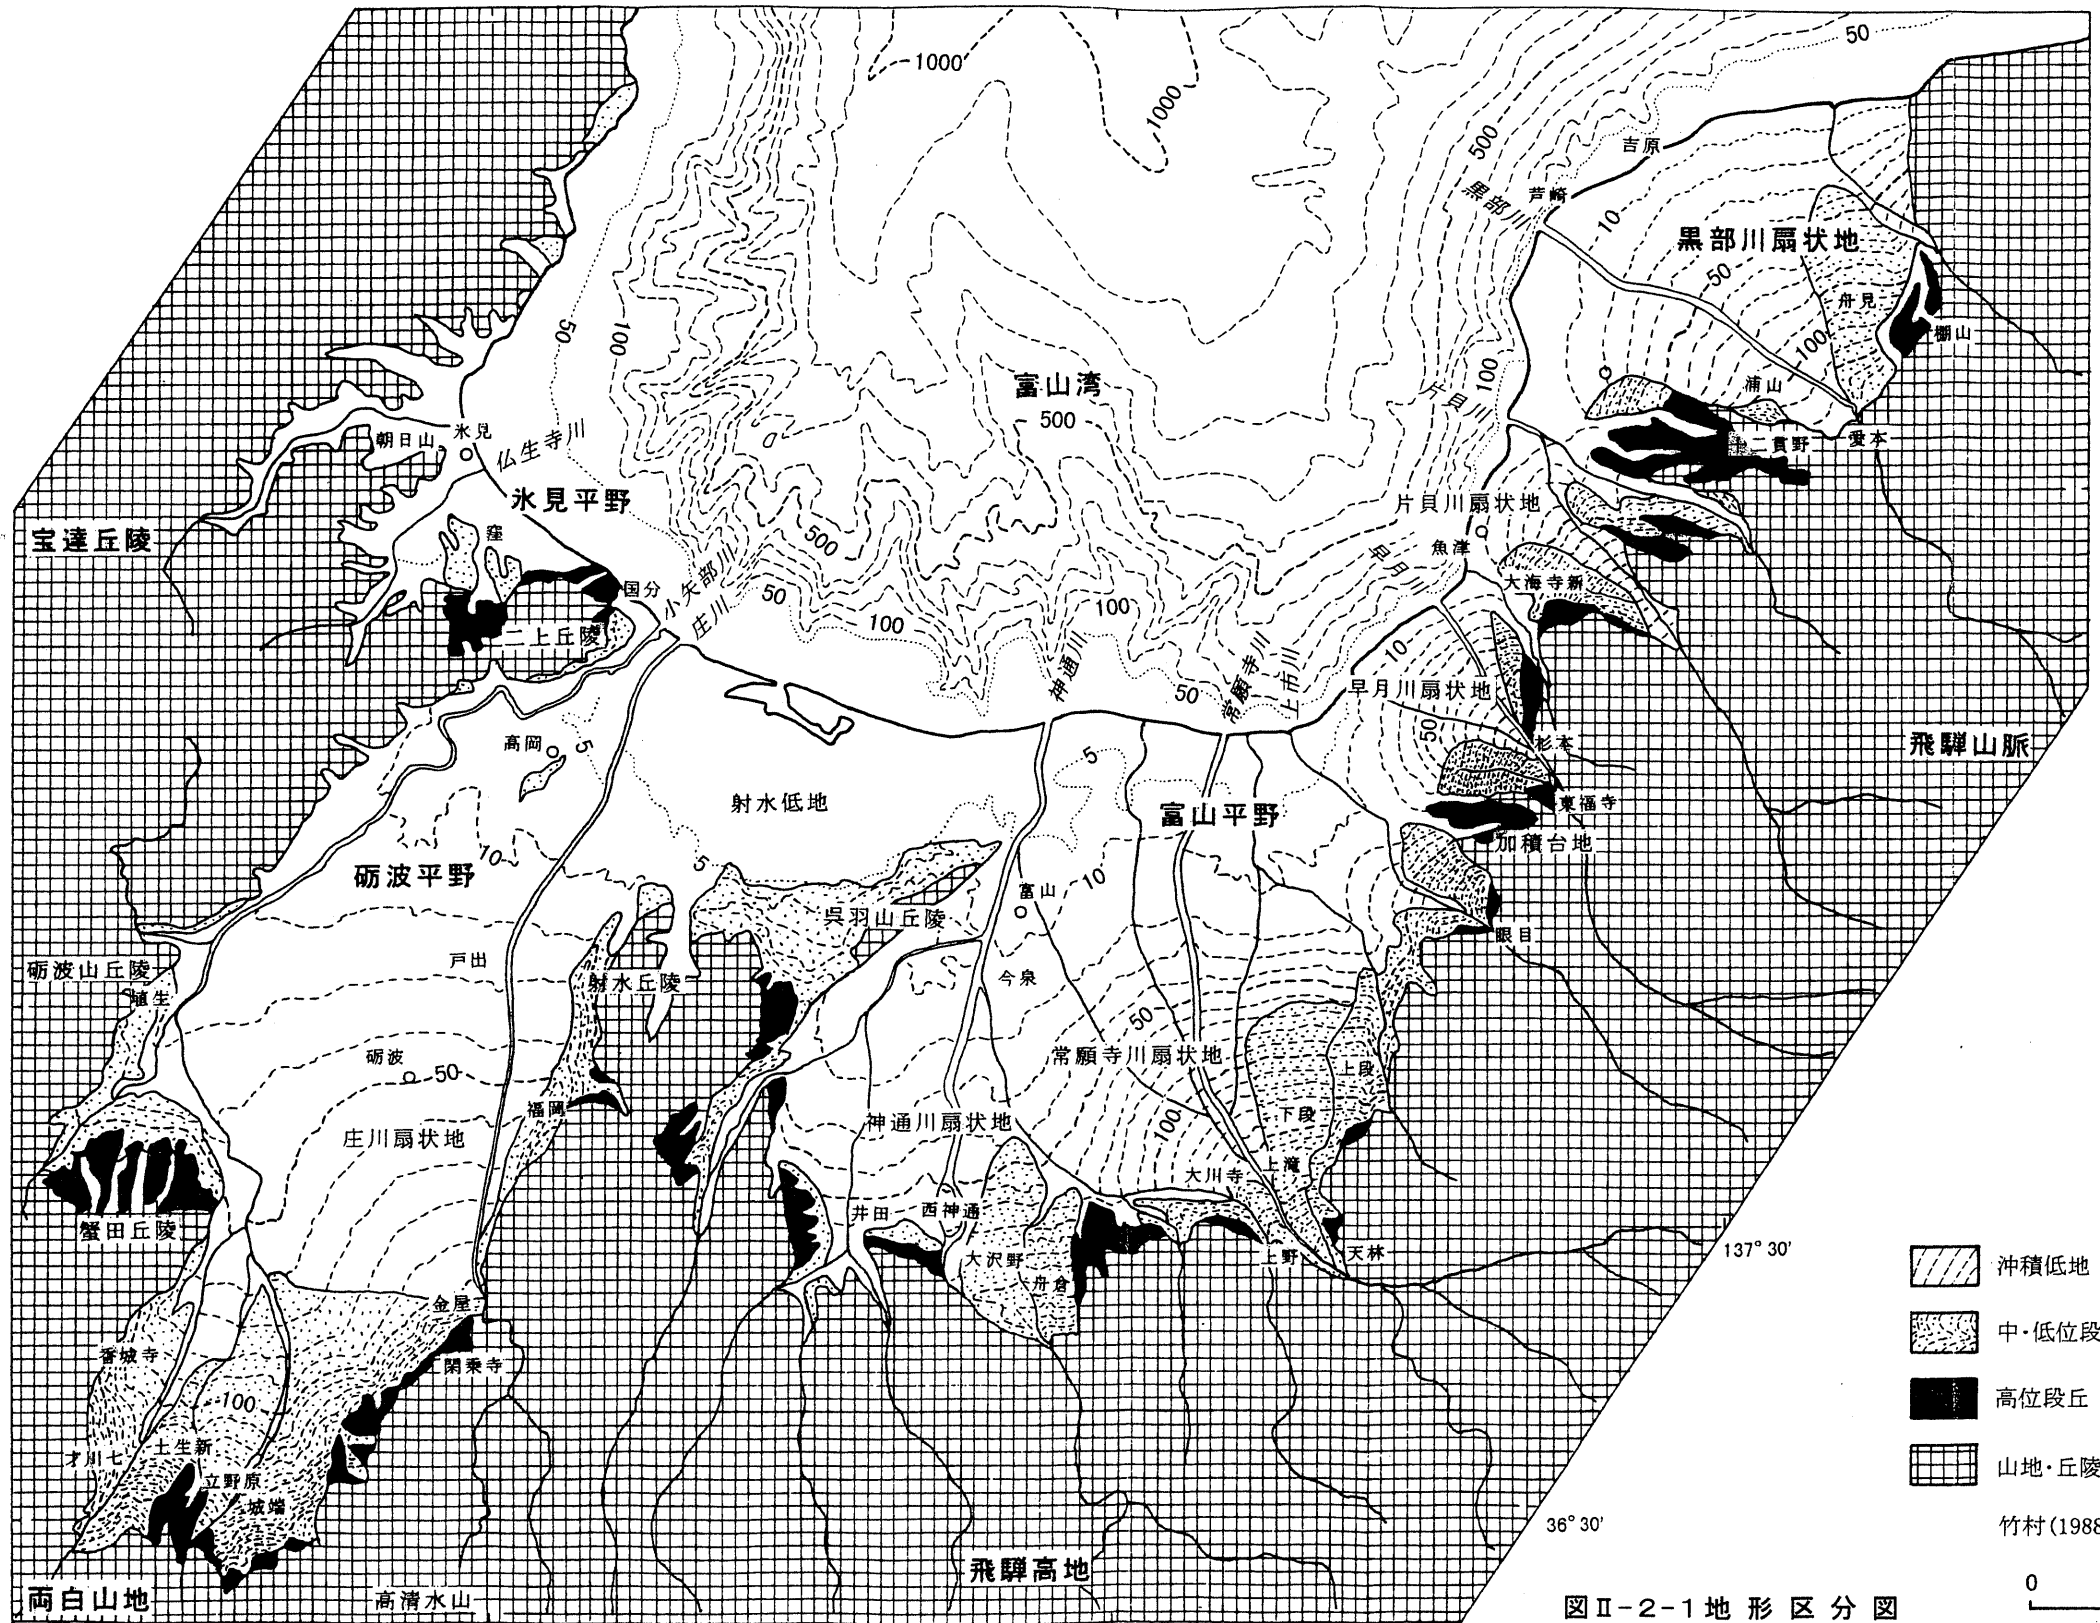 1000
1000
50
500
吉原
芦崎
黒部川
10
黒部川扇状地
50
舟見
100
棚山
浦山
十二貫野
愛本
50
100
富山湾
500
100
片貝川
朝日山
氷見
仏生寺川
氷見平野
宝達丘陵
窪
国分
二上丘陵
小矢部川
庄川
500
50
100
100
50
神通川
常願寺川
上市川
早月川
片貝川扇状地
魚津
大海寺新
10
早月川扇状地
50
杉本
東福寺
加積台地
飛騨山脈
高岡
5
射水低地
5
富山平野
砺波平野
10
5
呉羽山丘陵
富山
10
眼目
戸出
射水丘陵
今泉
砺波山丘陵
埴生
砺波
50
50
常願寺川扇状地
上段
下段
福岡
庄川扇状地
神通川扇状地
100
大川寺
上滝
蟹田丘陵
井田
西神通
大沢野
舟倉
上野
天林
137° 30'
金屋
香城寺
閑乗寺
100
才川七
土生新
立野原
城端
両白山地
高清水山
飛騨高地
36° 30'
沖積低地
中・低位段
高位段丘
山地・丘陵
竹村(1988
0
図Ⅱ-2-1地形区分図